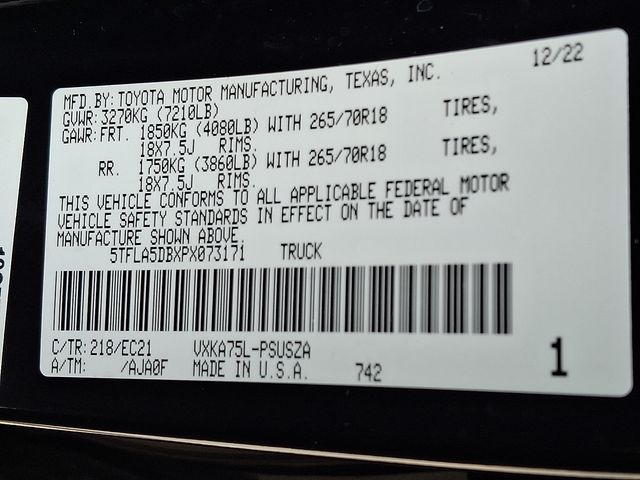 12/22
MFD.BY:TOYOTA MOTOR MANUFACTURING, TEXAS, INC.
GVWR:3270KG (7210LB)
GAWR:FRT. 1850KG (4080LB) WITH 265/70R18 TIRES,
18X7.5J RIMS.
RR. 1750KG (3860LB) WITH 265/70R18 TIRES,
18X7.5J RIMS.
THIS VEHICLE CONFORMS TO ALL APPLICABLE FEDERAL MOTOR
VEHICLE SAFETY STANDARDS IN EFFECT ON THE DATE OF
MANUFACTURE SHOWN ABOVE.
5TFLA5DBXPX073171 TRUCK
C/TR:218/EC21 VXKA75L-PSUSZA
A/TM: /AJA0F MADE IN U.S.A. 742
1